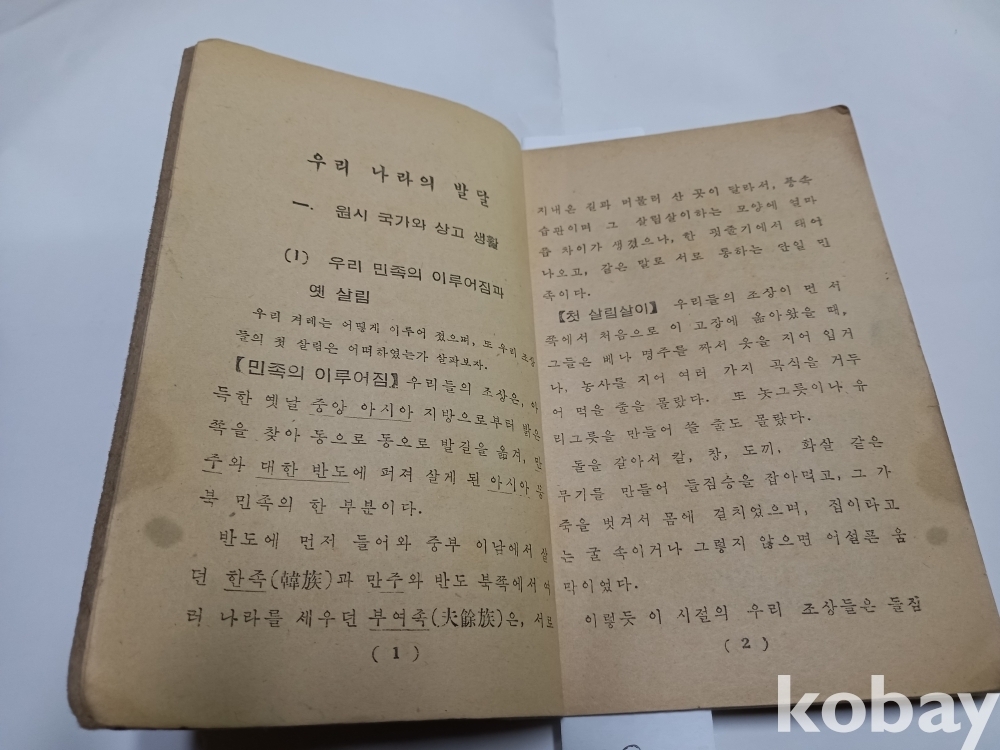 우리 나라의 발달
一. 원시 국가와 상고 생활
(1) 우리 민족의 이루어짐과
옛 살림
우리 겨레는 어떻게 이루어 졌으며, 또 우리 조상
들의 첫 살림은 어떠하였는가 살펴보자.
【민족의 이루어짐】 우리들의 조상은, 아
득한 옛날 중앙 아시아 지방으로부터 밝은
쪽을 찾아 동으로 동으로 발길을 옮겨, 만
주와 대한 반도에 퍼져 살게 된 아시아 동
북 민족의 한 부분이다.
반도에 먼저 들어와 중부 이남에서 살
던 한족(韓族)과 만주와 반도 북쪽에서 여
러 나라를 세우던 부여족(夫餘族)은, 서로
( 1 )
지내온 길과 머물러 산 곳이 달라서, 풍속
습관이며 그 살림살이하는 모양에 얼마
쯤 차이가 생겼으나, 한 핏줄기에서 태어
나오고, 같은 말로 서로 통하는 단일 민
족이다.
【첫 살림살이】 우리들의 조상이 먼 서
쪽에서 처음으로 이 고장에 옮아왔을 때,
그들은 베나 명주를 짜서 옷을 지어 입거
나, 농사를 지어 여러 가지 곡식을 거두
어 먹을 줄을 몰랐다. 또 놋그릇이나 유
리그릇을 만들어 쓸 줄도 몰랐다.
돌을 갈아서 칼, 창, 도끼, 화살 같은
무기를 만들어 들짐승을 잡아먹고, 그 가
죽을 벗겨서 몸에 걸치었으며, 집이라고
는 굴 속이거나 그렇지 않으면 어설픈 움
막이었다.
이렇듯 이 시절의 우리 조상들은 들짐
( 2 )
kobay